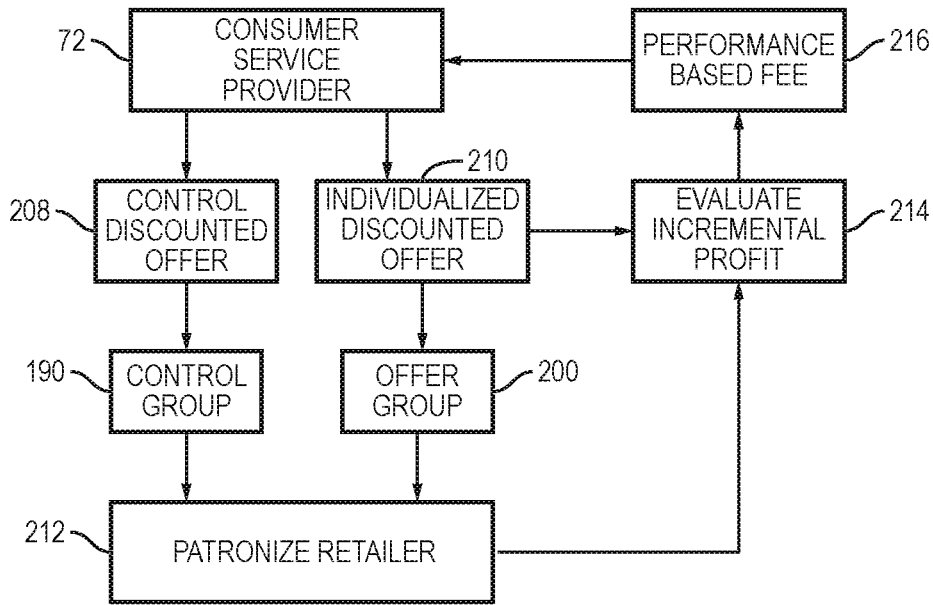 72
CONSUMER
SERVICE
PROVIDER
PERFORMANCE
BASED FEE
216
208
CONTROL
DISCOUNTED
OFFER
210
INDIVIDUALIZED
DISCOUNTED
OFFER
EVALUATE
INCREMENTAL
PROFIT
214
190
CONTROL
GROUP
OFFER
GROUP
200
212
PATRONIZE RETAILER